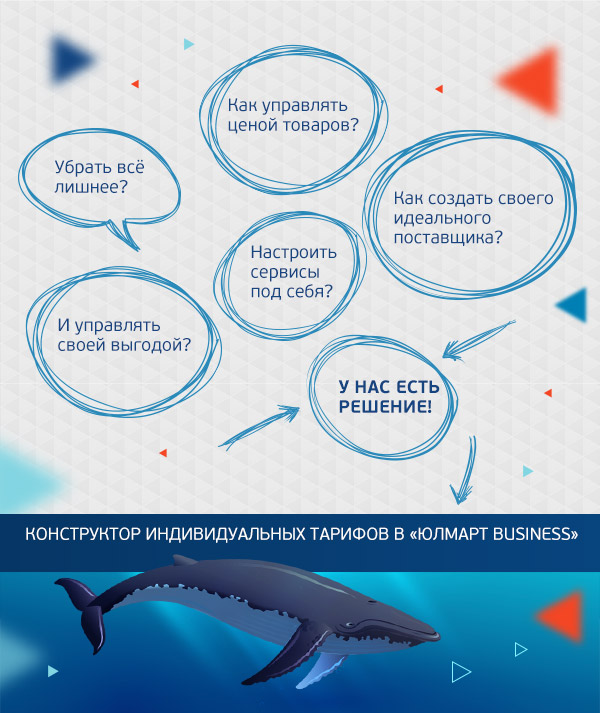 Как управлять
ценой товаров?
Убрать всё
лишнее?
Как создать своего
идеального
поставщика?
Настроить
сервисы
под себя?
И управлять
своей выгодой?
У НАС ЕСТЬ
РЕШЕНИЕ!
КОНСТРУКТОР ИНДИВИДУАЛЬНЫХ ТАРИФОВ В «ЮЛМАРТ BUSINESS»